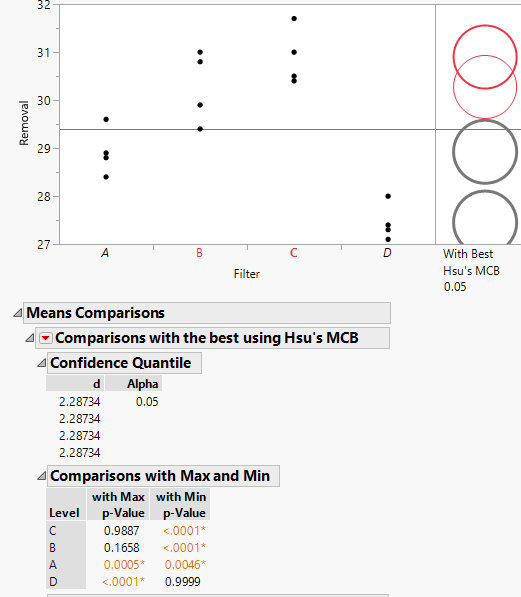 32
31
30
29
28
27
Removal
A B C D
Filter
With Best
Hsu's MCB
0.05
Means Comparisons
Comparisons with the best using Hsu's MCB
Confidence Quantile
d Alpha
2.28734 0.05
2.28734
2.28734
2.28734
Comparisons with Max and Min
with Max with Min
Level p-Value p-Value
C 0.9887 <.0001*
B 0.1658 <.0001*
A 0.0005* 0.0046*
D <.0001* 0.9999